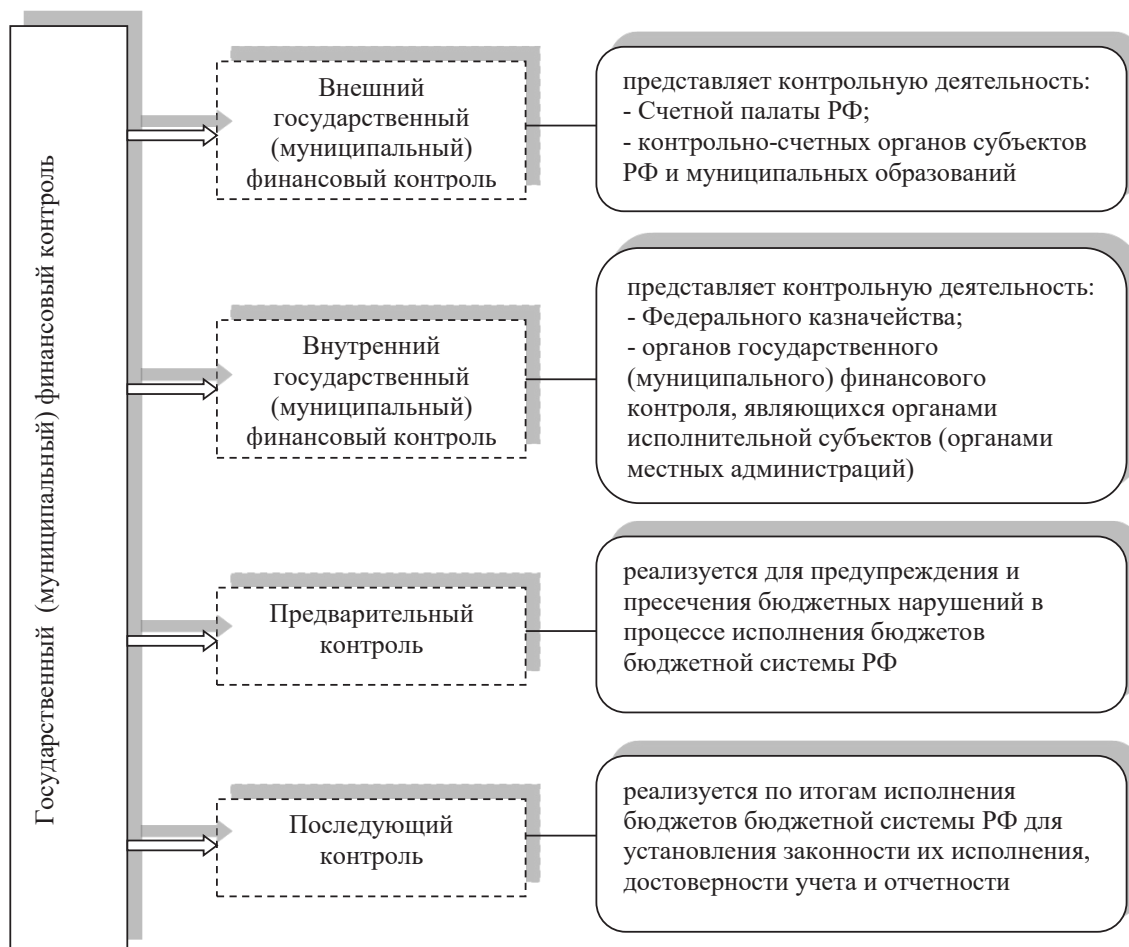 Государственный (муниципальный) финансовый контроль
Внешний
государственный
(муниципальный)
финансовый контроль
представляет контрольную деятельность:
- Счетной палаты РФ;
- контрольно-счетных органов субъектов
РФ и муниципальных образований
Внутренний
государственный
(муниципальный)
финансовый контроль
представляет контрольную деятельность:
- Федерального казначейства;
- органов государственного
(муниципального) финансового
контроля, являющихся органами
исполнительной субъектов (органами
местных администраций)
Предварительный
контроль
реализуется для предупреждения и
пресечения бюджетных нарушений в
процессе исполнения бюджетов
бюджетной системы РФ
Последующий
контроль
реализуется по итогам исполнения
бюджетов бюджетной системы РФ для
установления законности их исполнения,
достоверности учета и отчетности